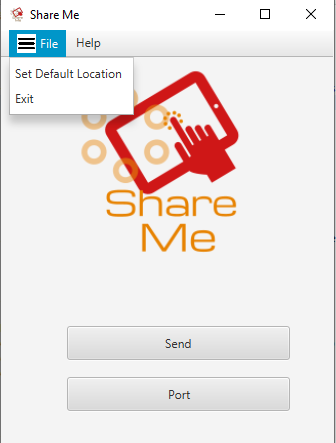 Share Me
File Help
Set Default Location
Exit
Share
Me
Send
Port